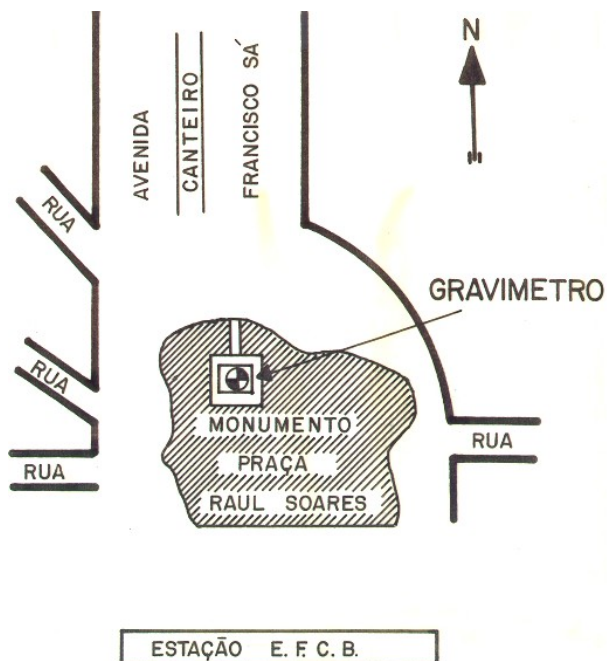 N
AVENIDA
CANTEIRO
FRANCISCO SÁ
RUA
GRAVIMETRO
RUA
MONUMENTO
RUA
PRAÇA
RUA
RAUL SOARES
ESTAÇÃO E. F. C. B.